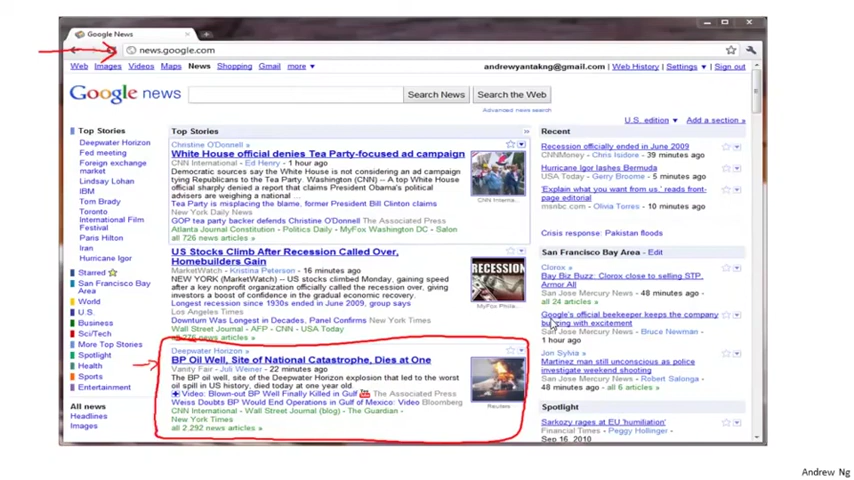 Google News
news.google.com
Web Images Videos Maps News Shopping Gmail more ▼
andrewyantakng@gmail.com | Web History | Settings ▼ | Sign out
Google news
Search News
Search the Web
Advanced news search
U.S. edition ▼ Add a section »
Top Stories
Deepwater Horizon
Fed meeting
Foreign exchange
market
Lindsay Lohan
IBM
Tom Brady
Toronto
International Film
Festival
Paris Hilton
Iran
Hurricane Igor
Starred
San Francisco Bay
Area
World
U.S.
Business
Sci/Tech
More Top Stories
Spotlight
Health
Sports
Entertainment
All news
Headlines
Images
Top Stories
Christine O'Donnell »
White House official denies Tea Party-focused ad campaign
CNN International - Ed Henry - 1 hour ago
Democratic sources say the White House is not considering an ad campaign
tying Republicans to the Tea Party. Washington (CNN) -- A top White House
official sharply denied a report that claims President Obama's political
advisers are weighing a national ...
Tea Party is misplacing the blame, former President Bill Clinton claims
New York Daily News
GOP tea party backer defends Christine O'Donnell The Associated Press
Atlanta Journal Constitution - Politics Daily - MyFox Washington DC - Salon
all 726 news articles »
CNN Interna...
US Stocks Climb After Recession Called Over,
Homebuilders Gain
MarketWatch - Kristina Peterson - 16 minutes ago
NEW YORK (MarketWatch) -- US stocks climbed Monday, gaining speed
after a key nonprofit organization officially called the recession over, giving
investors a boost of confidence in the gradual economic recovery.
Longest recession since 1930s ended in June 2009, group says
Los Angeles Times
Downturn Was Longest in Decades, Panel Confirms New York Times
Wall Street Journal - AFP - CNN - USA Today
all 276 news articles »
RECESSION
MyFox Phile...
Deepwater Horizon »
BP Oil Well, Site of National Catastrophe, Dies at One
Vanity Fair - Juli Weiner - 22 minutes ago
The BP oil well, site of the Deepwater Horizon explosion that led to the worst
oil spill in US history, died today at one year old.
Video: Blown-out BP Well Finally Killed in Gulf The Associated Press
Weiss Doubts BP Would End Operations in Gulf of Mexico: Video Bloomberg
CNN International - Wall Street Journal (blog) - The Guardian -
New York Times
all 2,292 news articles »
Reuters
Recent
Recession officially ended in June 2009
CNNMoney - Chris Isidore - 39 minutes ago
Hurricane Igor lashes Bermuda
USA Today - Gerry Broome - 5 minutes ago
'Explain what you want from us,' reads front-
page editorial
msnbc.com - Olivia Torres - 10 minutes ago
Crisis response: Pakistan floods
San Francisco Bay Area - Edit
Clorox »
Bay Biz Buzz: Clorox close to selling STP,
Armor All
San Jose Mercury News - 48 minutes ago -
all 24 articles »
Google's official beekeeper keeps the company
buzzing with excitement
San Jose Mercury News - Bruce Newman -
1 hour ago
Jon Sylvia »
Martinez man still unconscious as police
investigate weekend shooting
San Jose Mercury News - Robert Salonga -
48 minutes ago - all 6 articles »
Spotlight
Sarkozy rages at EU 'humiliation'
Financial Times - Peggy Hollinger -
Sep 16, 2010
Andrew Ng